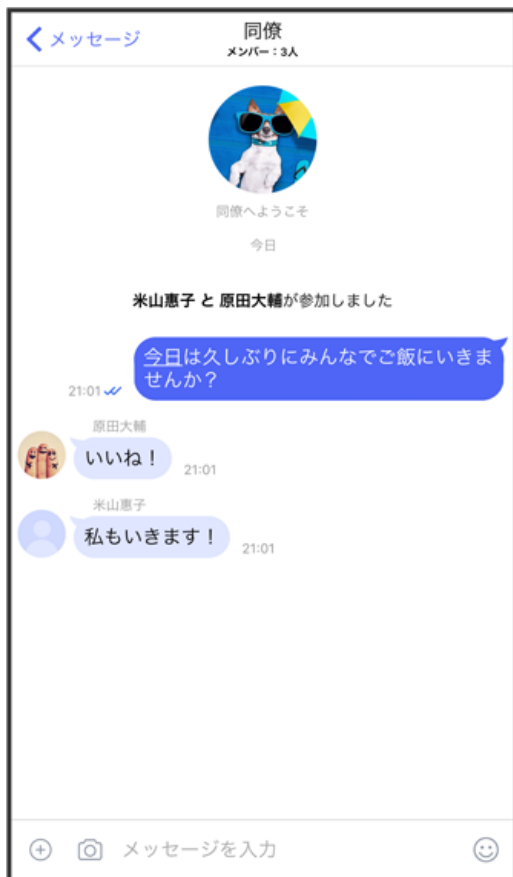 メッセージ
同僚
メンバー：3人
同僚へようこそ
今日
米山恵子 と 原田大輔が参加しました
今日は久しぶりにみんなでご飯にいきま
せんか？
21:01
原田大輔
いいね！
21:01
米山恵子
私もいきます！
21:01
メッセージを入力